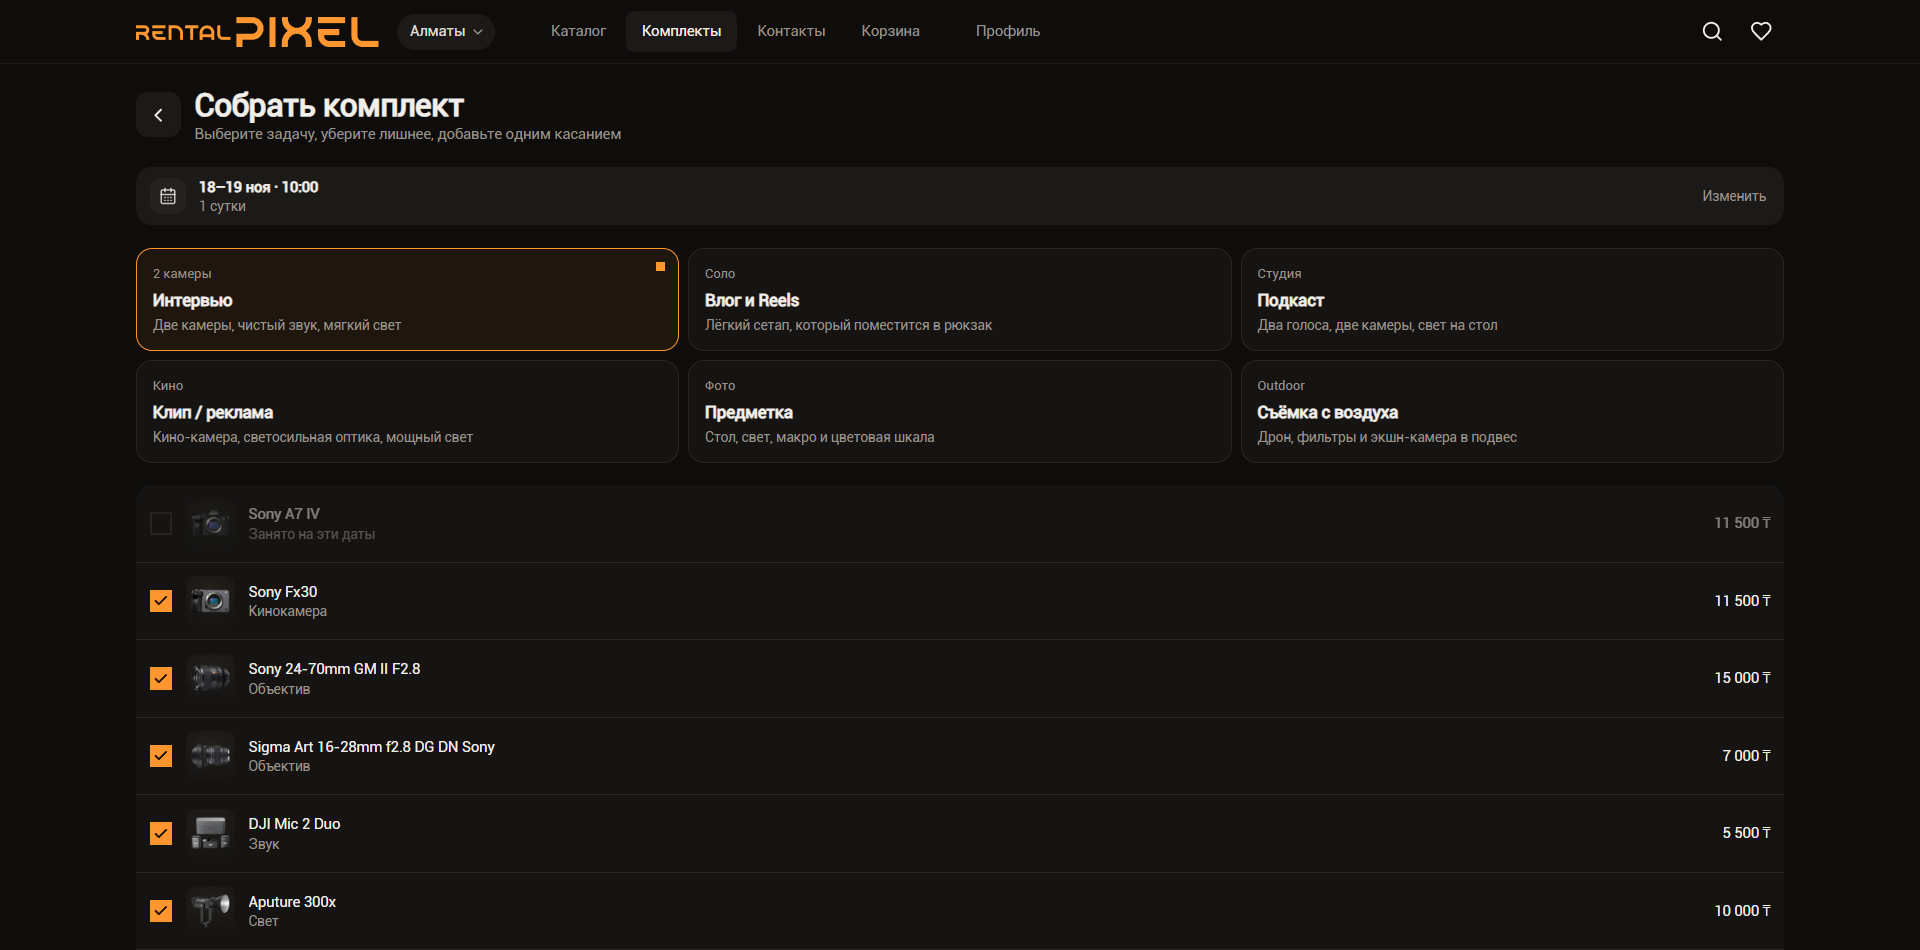 RENTAL PIXEL
Алматы
Каталог
Комплекты
Контакты
Корзина
Профиль
Собрать комплект
Выберите задачу, уберите лишнее, добавьте одним касанием
18–19 ноя · 10:00
1 сутки
Изменить
2 камеры
Интервью
Две камеры, чистый звук, мягкий свет
Соло
Влог и Reels
Лёгкий сетап, который поместится в рюкзак
Студия
Подкаст
Два голоса, две камеры, свет на стол
Кино
Клип / реклама
Кино-камера, светосильная оптика, мощный свет
Фото
Предметка
Стол, свет, макро и цветовая шкала
Outdoor
Съёмка с воздуха
Дрон, фильтры и экшн-камера в подвес
Sony A7 IV
Занято на эти даты
11 500 ₸
Sony Fx30
Кинокамера
11 500 ₸
Sony 24-70mm GM II F2.8
Объектив
15 000 ₸
Sigma Art 16-28mm f2.8 DG DN Sony
Объектив
7 000 ₸
DJI Mic 2 Duo
Звук
5 500 ₸
Aputure 300x
Свет
10 000 ₸